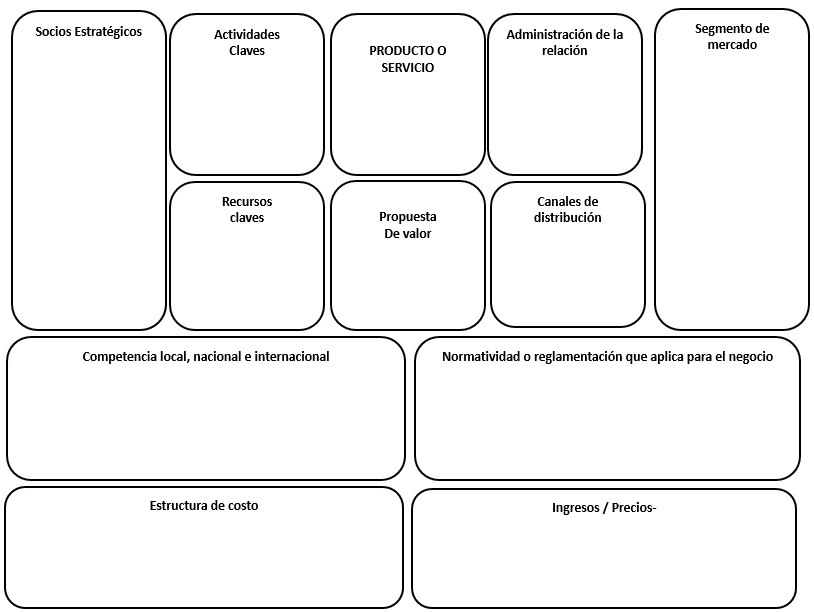 Socios Estratégicos
Actividades
Claves
PRODUCTO O
SERVICIO
Administración de la
relación
Segmento de
mercado
Recursos
claves
Propuesta
De valor
Canales de
distribución
Competencia local, nacional e internacional
Normatividad o reglamentación que aplica para el negocio
Estructura de costo
Ingresos / Precios-